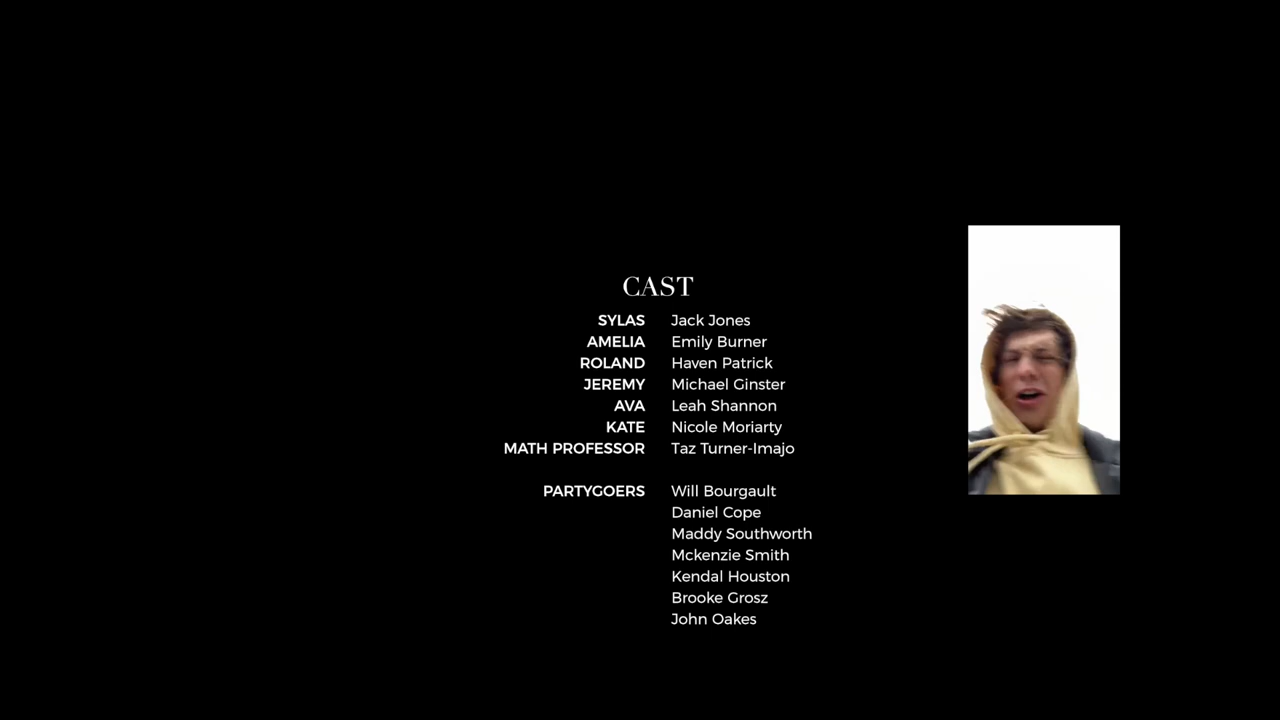 CAST
SYLAS Jack Jones
AMELIA Emily Burner
ROLAND Haven Patrick
JEREMY Michael Ginster
AVA Leah Shannon
KATE Nicole Moriarty
MATH PROFESSOR Taz Turner-Imajo
PARTYGOERS Will Bourgault
Daniel Cope
Maddy Southworth
Mckenzie Smith
Kendal Houston
Brooke Grosz
John Oakes